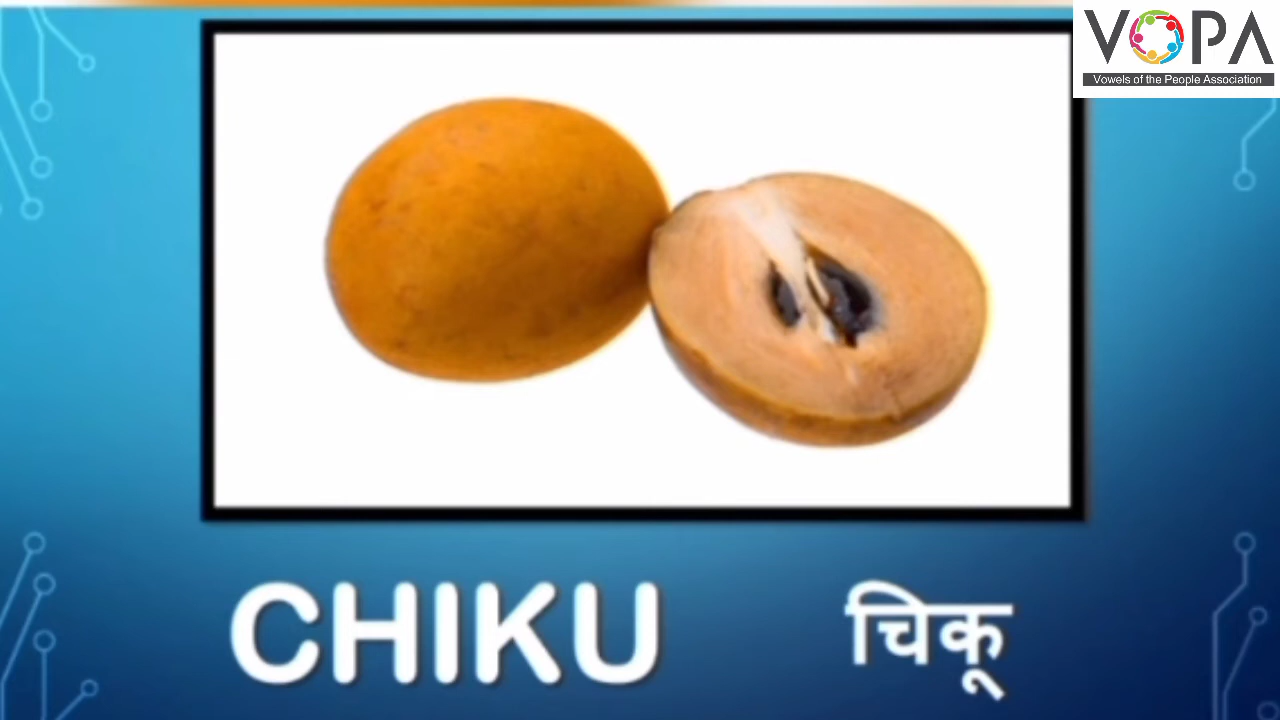 VOPA
Vowels of the People Association
CHIKU चिकू